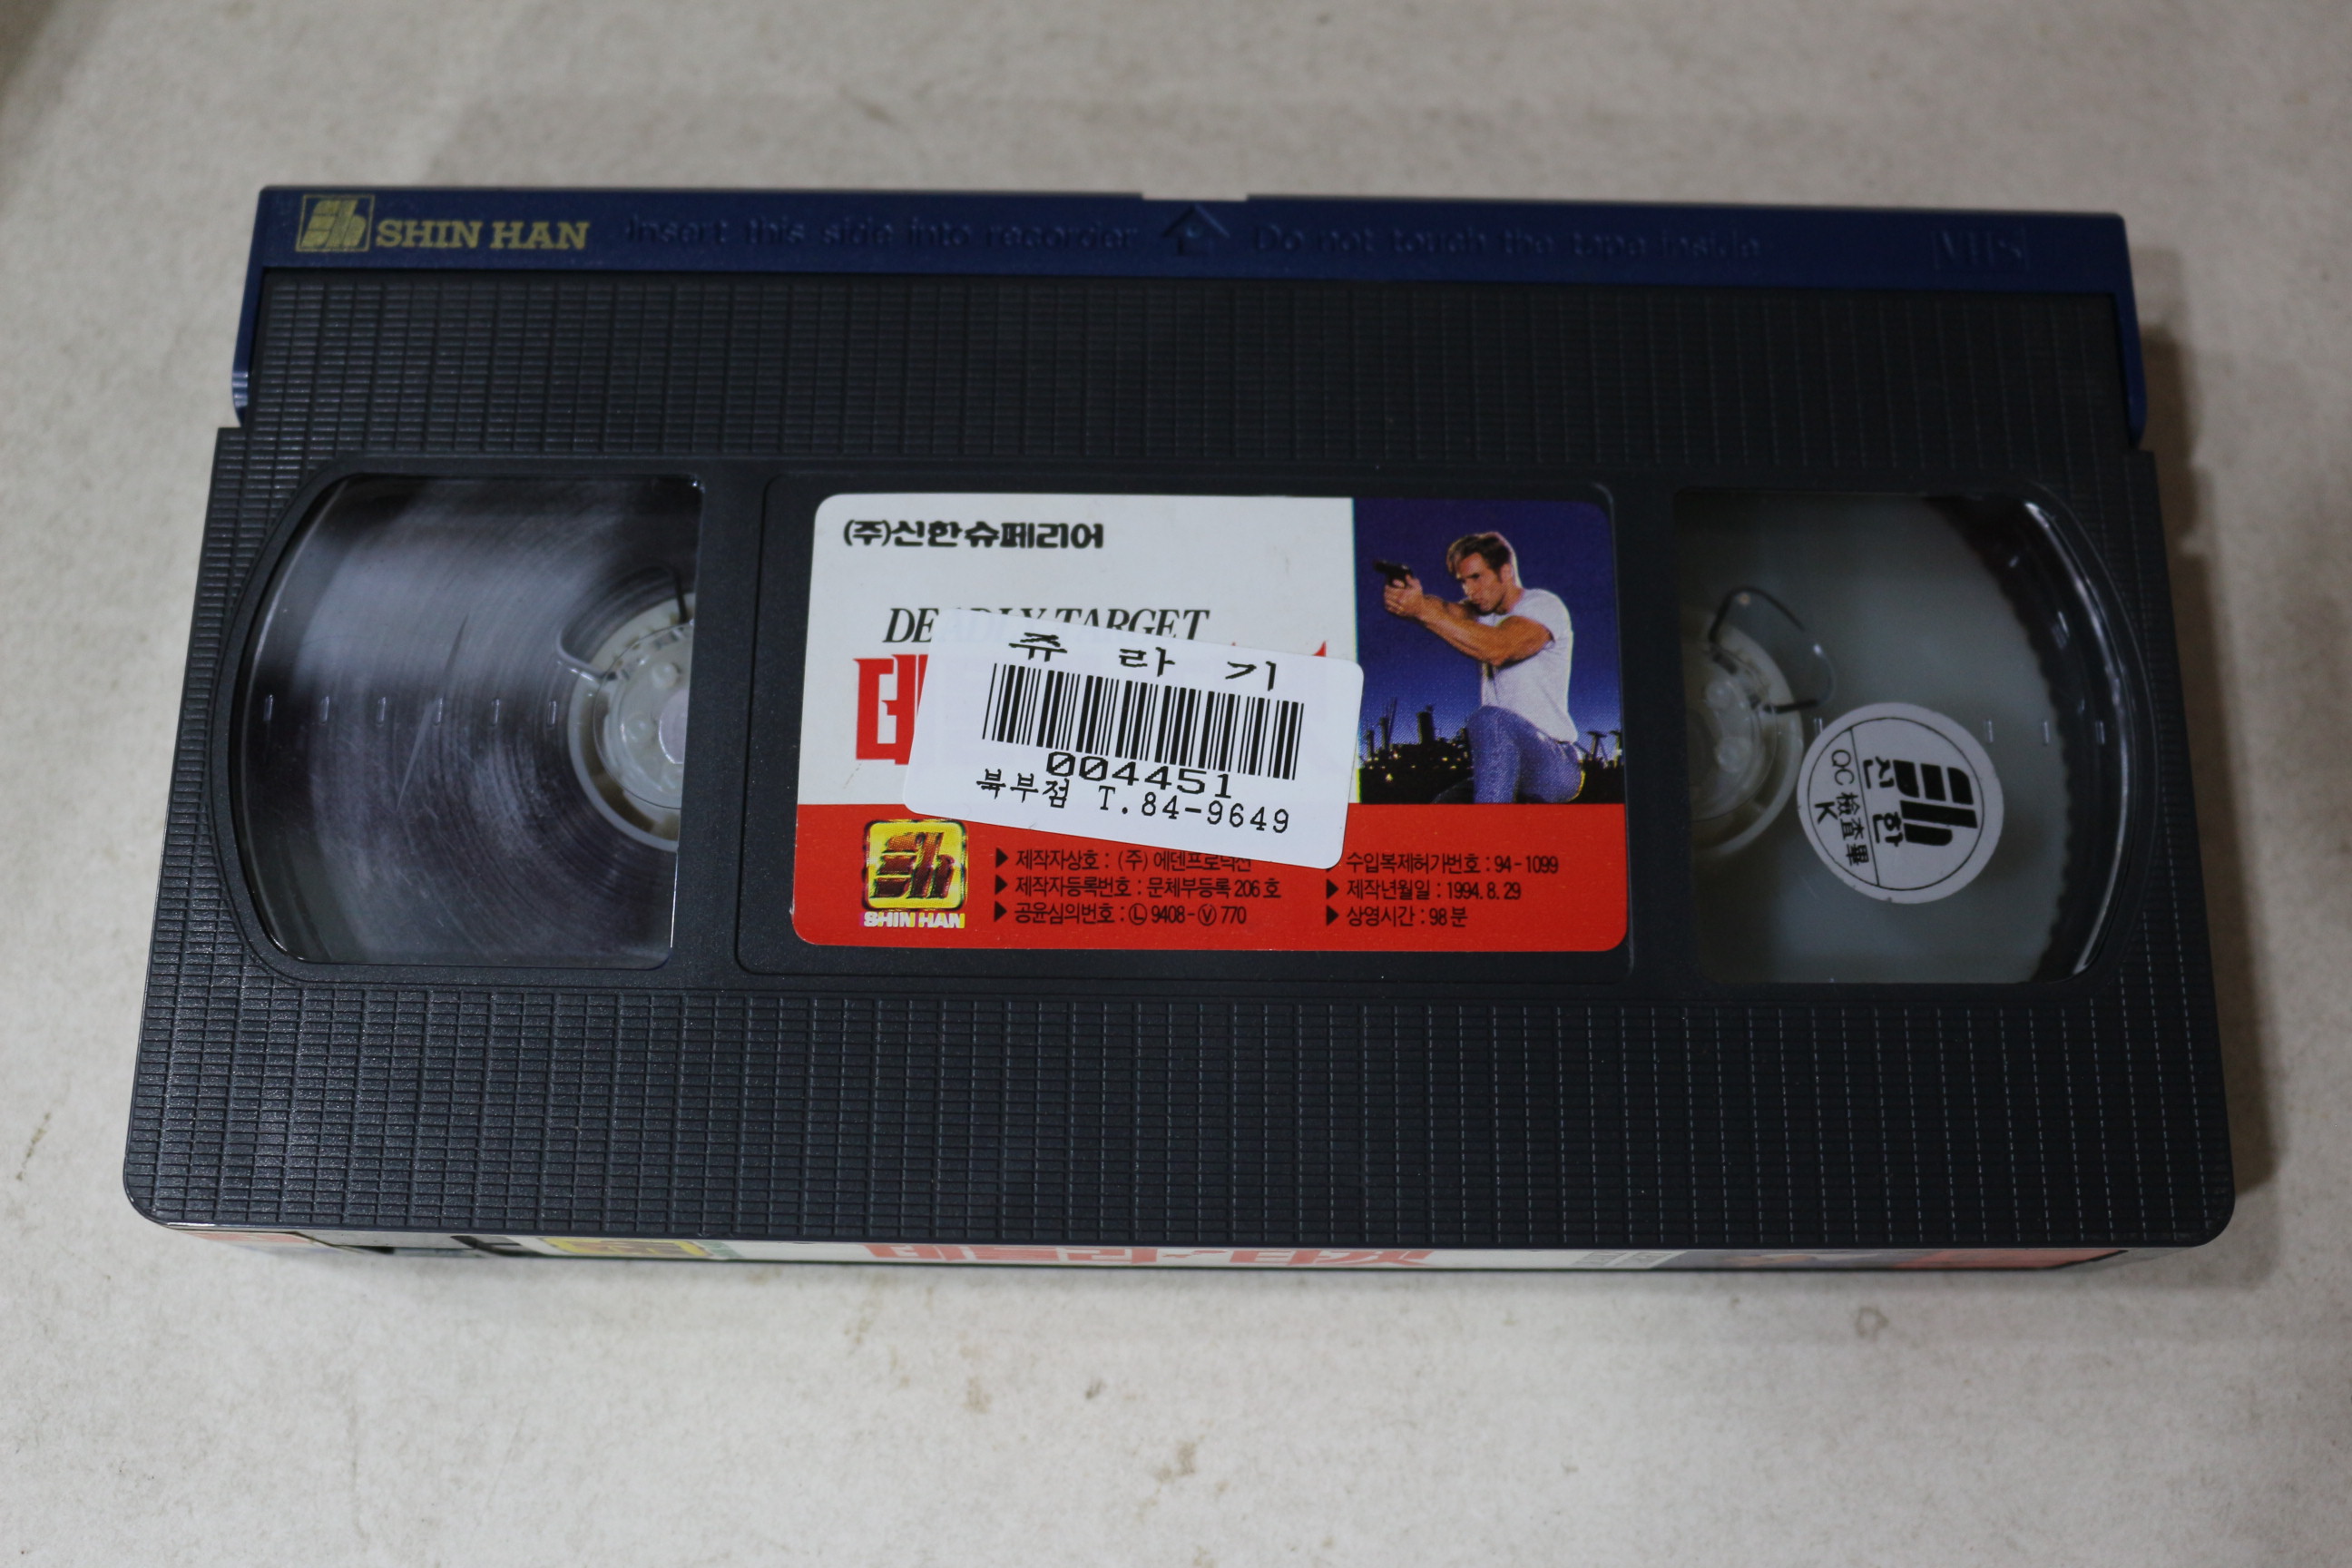 SHIN HAN
Insert this side into recorder
Do not touch the tape inside
VHS
(주)신한슈페리어
DEADLY TARGET
데
쥬 라 기
004451
북부점 T.84-9649
SHIN HAN
▶ 제작자상호 : (주) 에덴프로덕션
▶ 제작자등록번호 : 문체부등록 206 호
▶ 공윤심의번호 : Ⓛ 9408 - Ⓥ 770
수입복제허가번호 : 94 - 1099
▶ 제작년월일 : 1994. 8. 29
▶ 상영시간 : 98 분
신한
QC 檢查畢
K